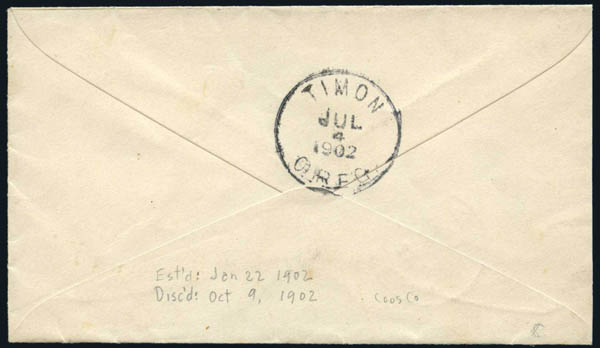 TIMON
JUL
4
1902
OREG.
Est'd: Jan 22 1902
Disc'd: Oct 9, 1902
Coos Co